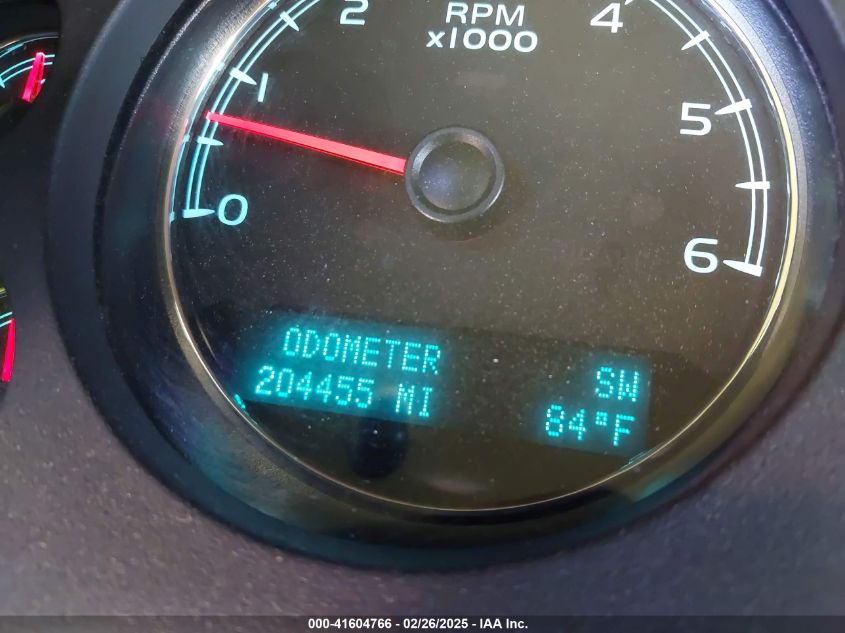 2
RPM
x1000
4
1
5
0
6
ODOMETER
204455 MI
SW
84°F
000-41604766 - 02/26/2025 - IAA Inc.